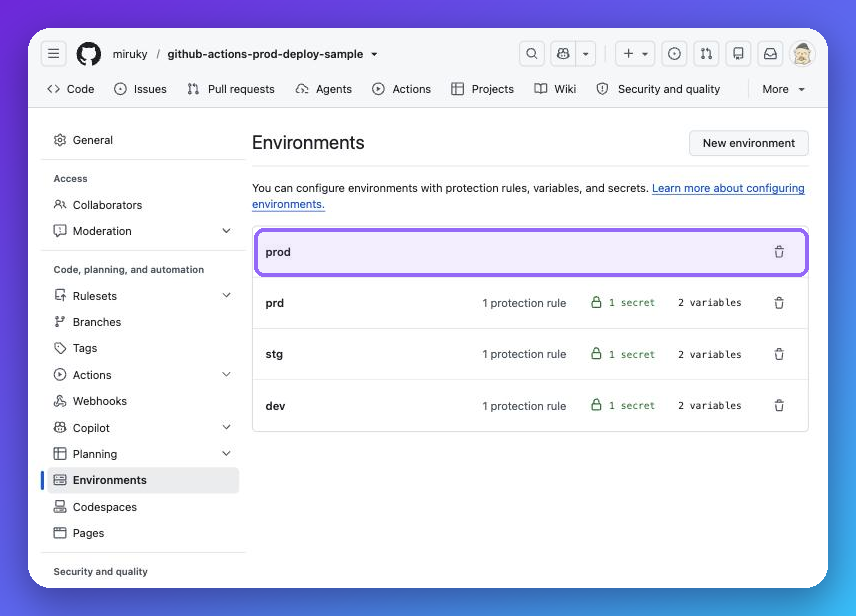 miruky / github-actions-prod-deploy-sample
Code Issues Pull requests Agents Actions Projects Wiki Security and quality More
General
Access
Collaborators
Moderation
Code, planning, and automation
Rulesets
Branches
Tags
Actions
Webhooks
Copilot
Planning
Environments
Codespaces
Pages
Security and quality
Environments
New environment
You can configure environments with protection rules, variables, and secrets. Learn more about configuring
environments.
prod
prd 1 protection rule 1 secret 2 variables
stg 1 protection rule 1 secret 2 variables
dev 1 protection rule 1 secret 2 variables